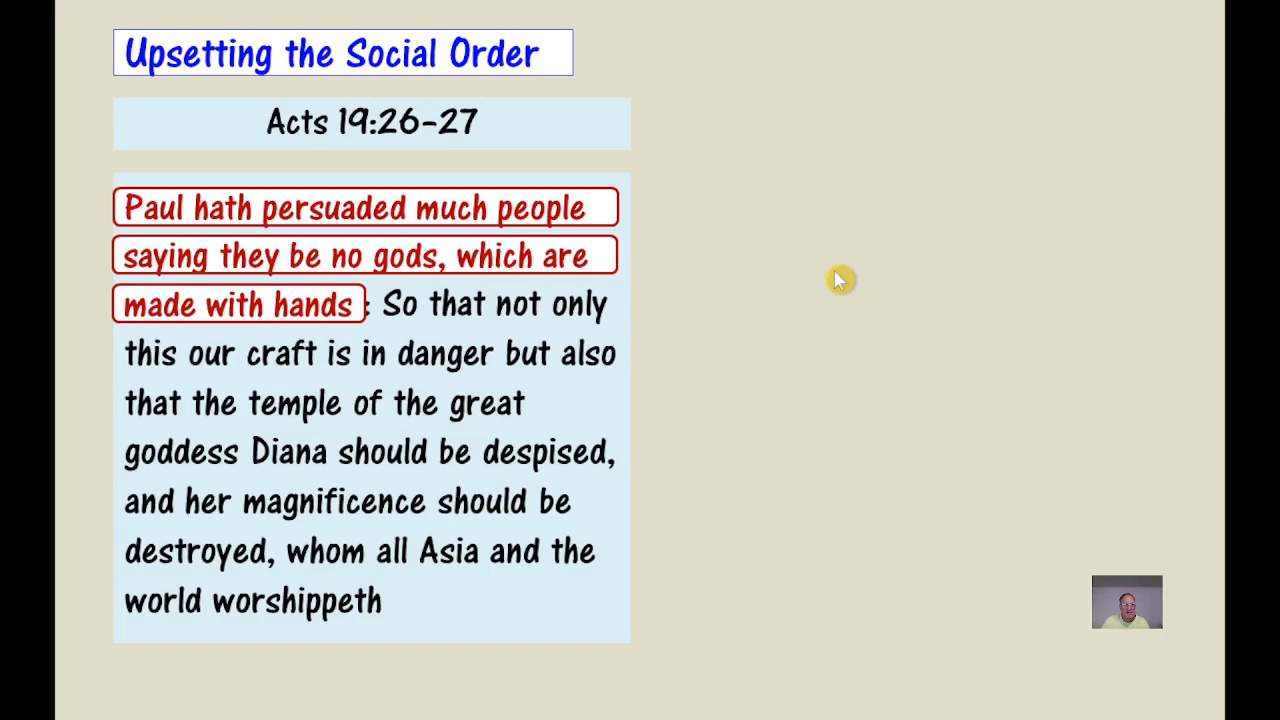 Upsetting the Social Order
Acts 19:26-27
Paul hath persuaded much people
saying they be no gods, which are
made with hands: So that not only
this our craft is in danger but also
that the temple of the great
goddess Diana should be despised,
and her magnificence should be
destroyed, whom all Asia and the
world worshippeth